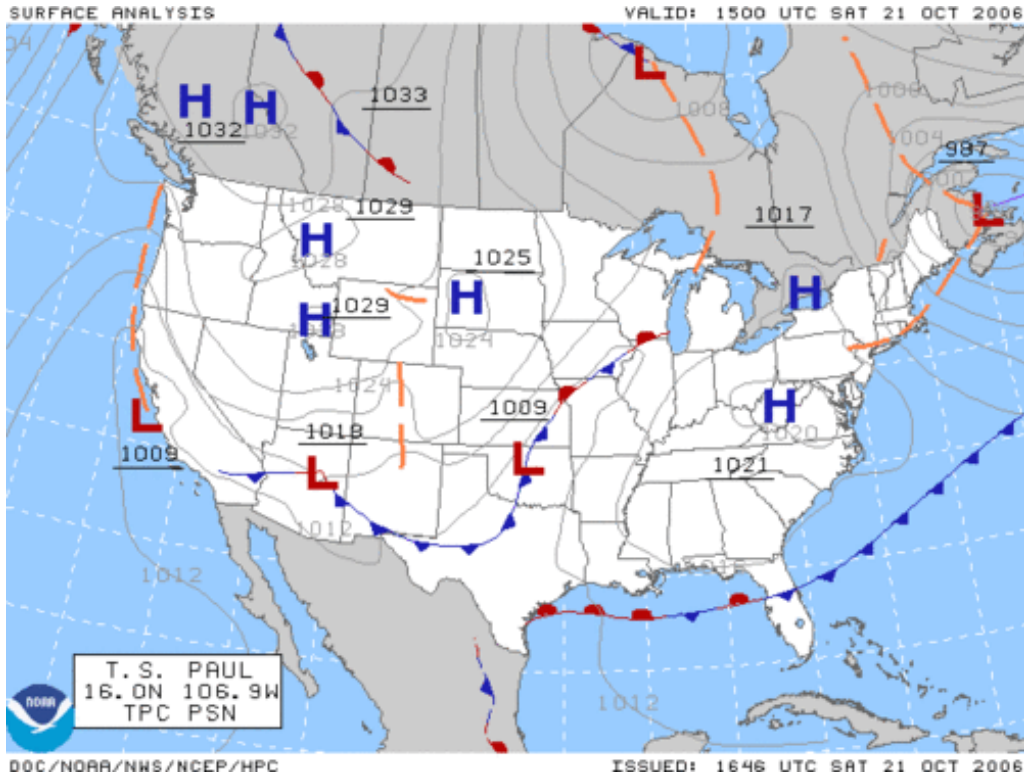 SURFACE ANALYSIS
VALID: 1500 UTC SAT 21 OCT 2006
L
1033
H
H
1008
1008
1032
1032
1004
987
L
1028
1029
1017
H
1028
1025
H
H
1029
H
1024
1024
L
1009
H
1018
1020
1009
L
L
1021
1012
1012
1012
T.S. PAUL
16.0N 106.9W
TPC PSN
NOAA
DOC/NOAA/NWS/NCEP/HPC
ISSUED: 1646 UTC SAT 21 OCT 2006